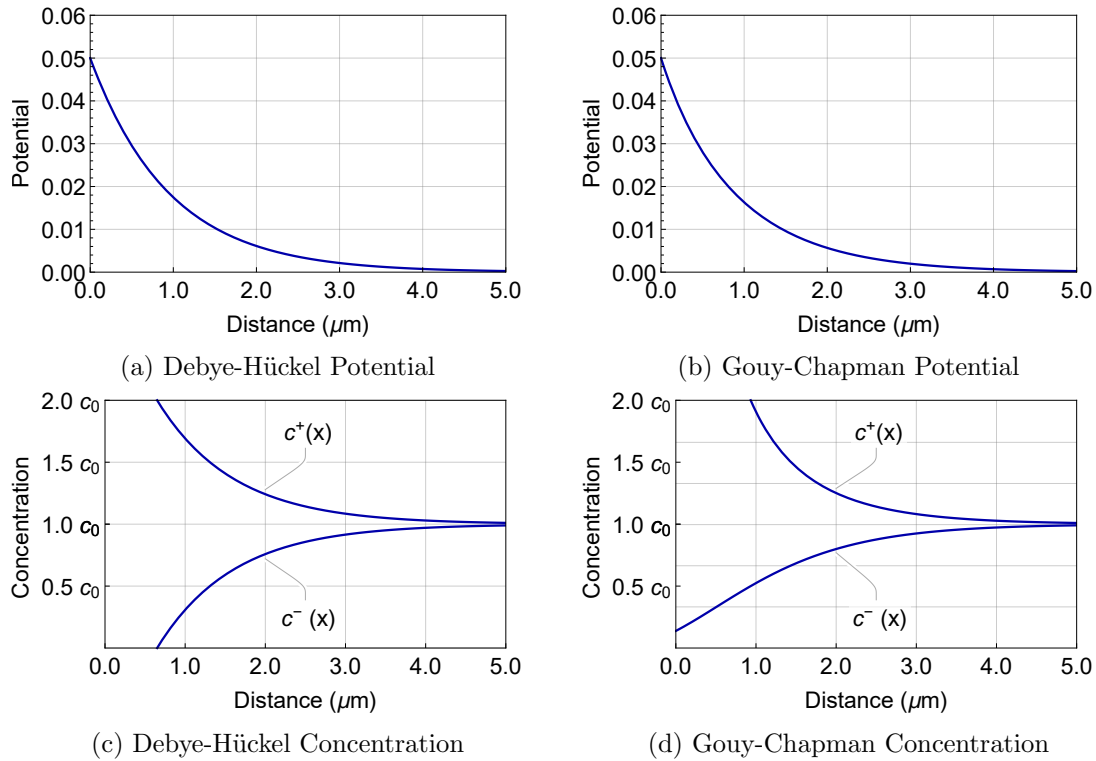 0.06
0.05
0.04
0.03
0.02
0.01
0.00
Potential
0.0 1.0 2.0 3.0 4.0 5.0
Distance (μm)
(a) Debye-Hückel Potential
0.06
0.05
0.04
0.03
0.02
0.01
0.00
Potential
0.0 1.0 2.0 3.0 4.0 5.0
Distance (μm)
(b) Gouy-Chapman Potential
2.0 c₀
1.5 c₀
1.0 c₀
0.5 c₀
Concentration
c⁺(x)
c⁻ (x)
0.0 1.0 2.0 3.0 4.0 5.0
Distance (μm)
(c) Debye-Hückel Concentration
2.0 c₀
1.5 c₀
1.0 c₀
0.5 c₀
Concentration
c⁺(x)
c⁻ (x)
0.0 1.0 2.0 3.0 4.0 5.0
Distance (μm)
(d) Gouy-Chapman Concentration